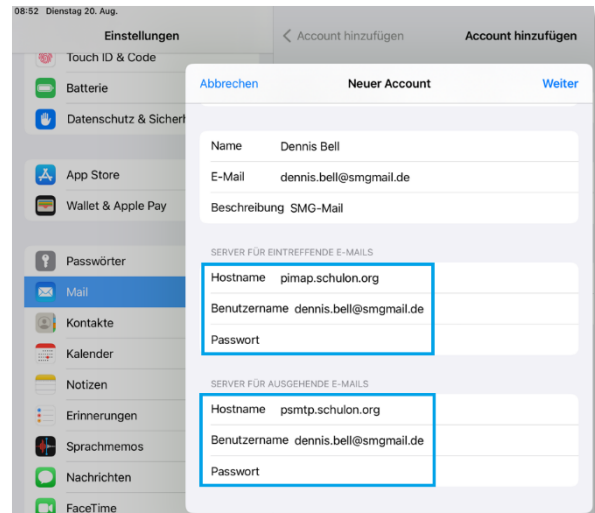 08:52 Dienstag 20. Aug.
Einstellungen
Touch ID & Code
Batterie
Datenschutz & Sicherh
App Store
Wallet & Apple Pay
Passwörter
Mail
Kontakte
Kalender
Notizen
Erinnerungen
Sprachmemos
Nachrichten
FaceTime
Account hinzufügen Account hinzufügen
Abbrechen Neuer Account Weiter
Name Dennis Bell
E-Mail dennis.bell@smgmail.de
Beschreibung SMG-Mail
SERVER FÜR EINTREFFENDE E-MAILS
Hostname pimap.schulon.org
Benutzername dennis.bell@smgmail.de
Passwort
SERVER FÜR AUSGEHENDE E-MAILS
Hostname psmtp.schulon.org
Benutzername dennis.bell@smgmail.de
Passwort